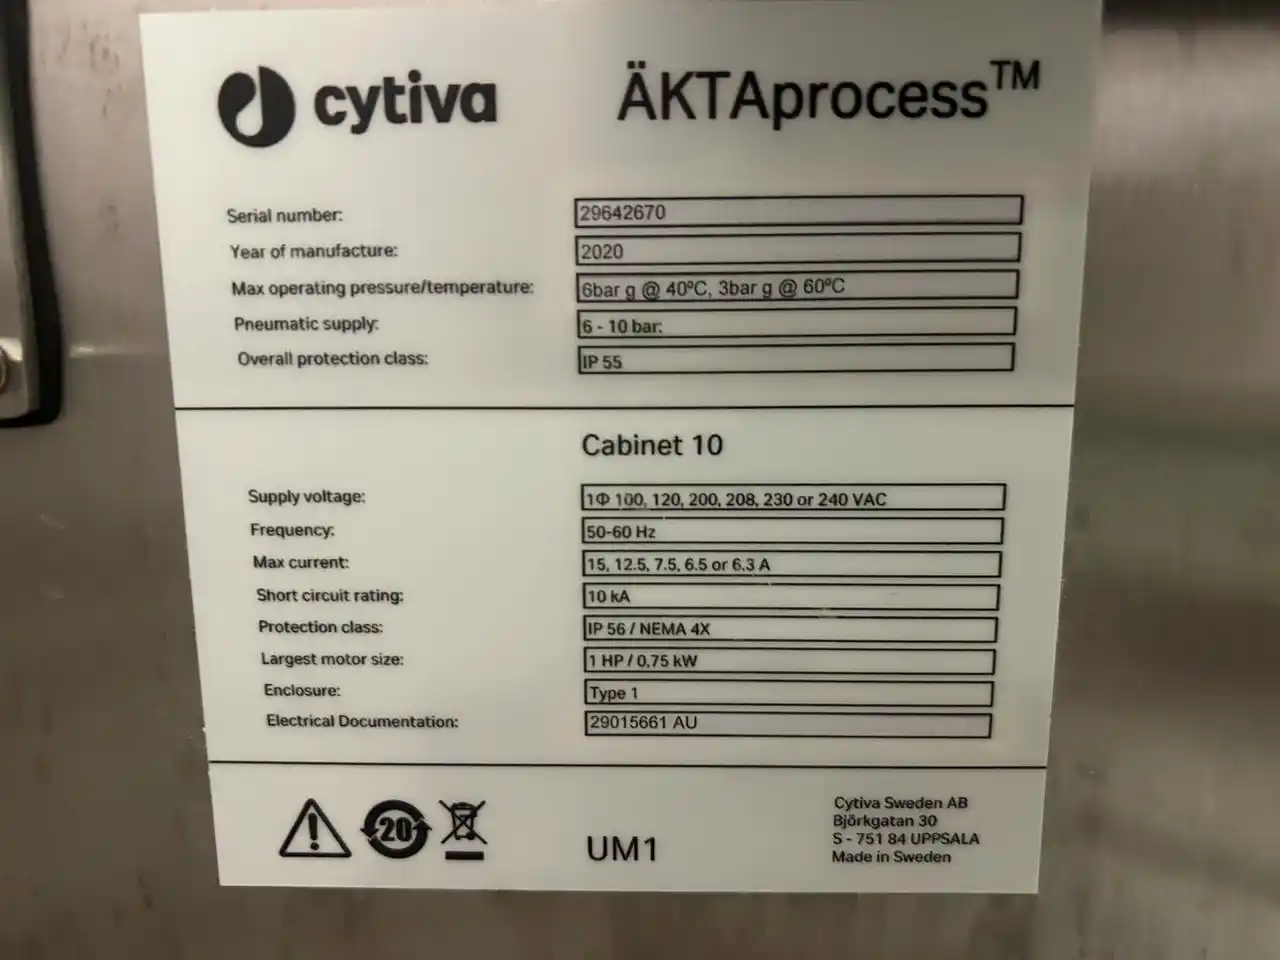 cytiva
ÄKTAprocess™
Serial number: 29642670
Year of manufacture: 2020
Max operating pressure/temperature: 6bar g @ 40ºC, 3bar g @ 60ºC
Pneumatic supply: 6 - 10 bar.
Overall protection class: IP 55
Cabinet 10
Supply voltage: 1Φ 100, 120, 200, 208, 230 or 240 VAC
Frequency: 50-60 Hz
Max current: 15, 12.5, 7.5, 6.5 or 6.3 A
Short circuit rating: 10 kA
Protection class: IP 56 / NEMA 4X
Largest motor size: 1 HP / 0,75 kW
Enclosure: Type 1
Electrical Documentation: 29015661 AU
20
UM1
Cytiva Sweden AB
Björkgatan 30
S - 751 84 UPPSALA
Made in Sweden